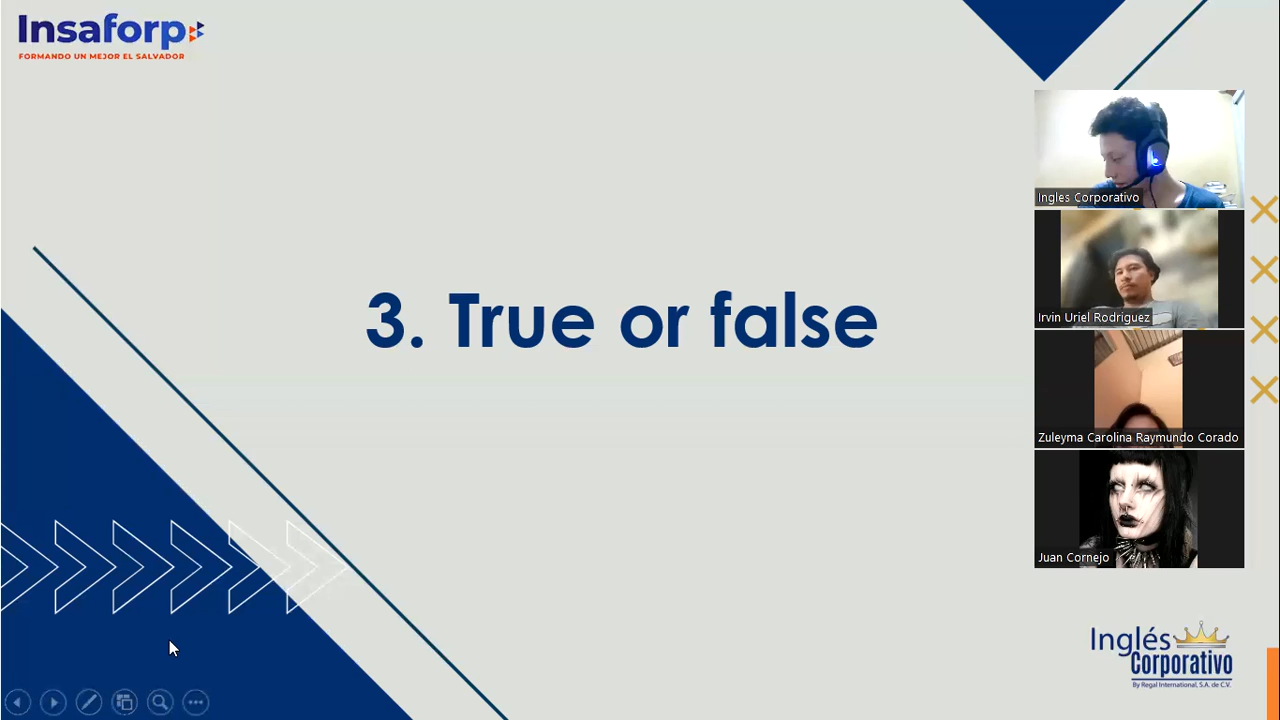 Insaforp
FORMANDO UN MEJOR EL SALVADOR
3. True or false
Ingles Corporativo
Irvin Uriel Rodriguez
Zuleyma Carolina Raymundo Corado
Juan Cornejo
Inglés
Corporativo
By Regal International, S.A. de C.V.